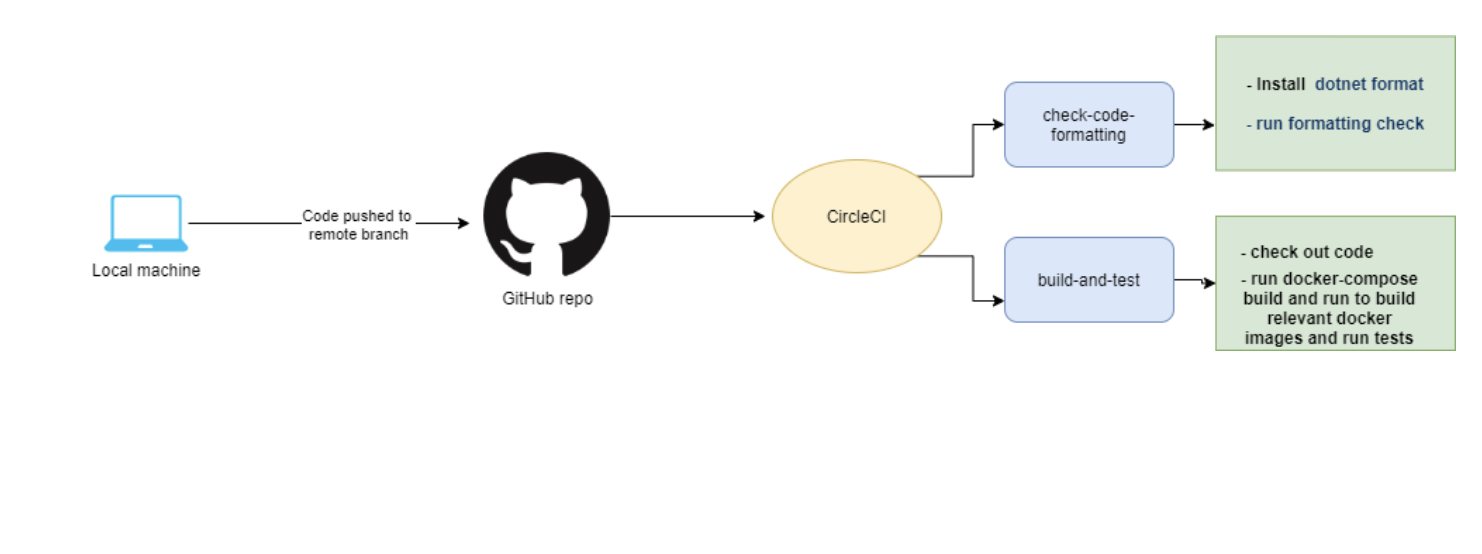 Local machine
Code pushed to
remote branch
GitHub repo
CircleCI
check-code-
formatting
- Install dotnet format
- run formatting check
build-and-test
- check out code
- run docker-compose
build and run to build
relevant docker
images and run tests